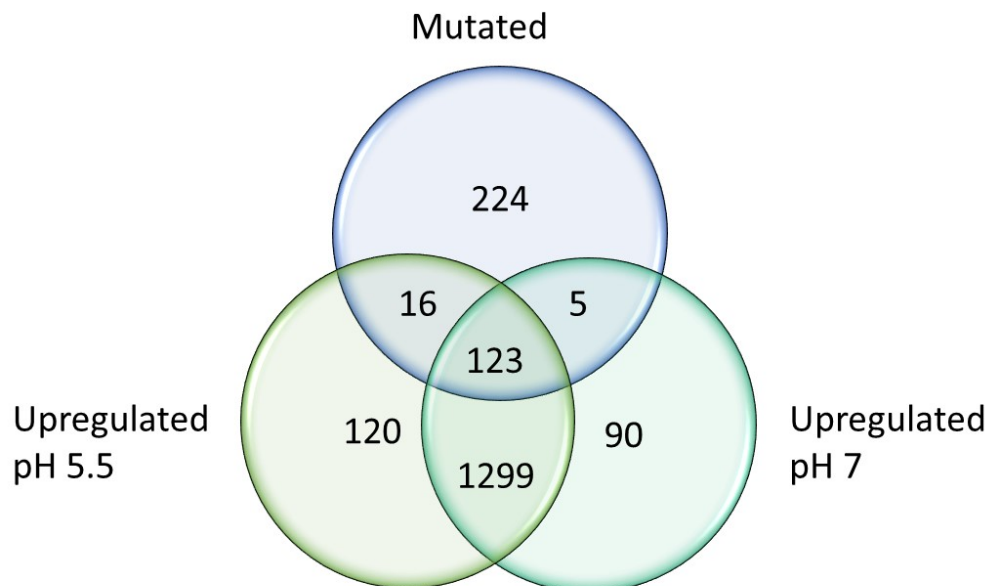 Mutated
224
16
5
123
Upregulated
pH 5.5
120
90
Upregulated
pH 7
1299